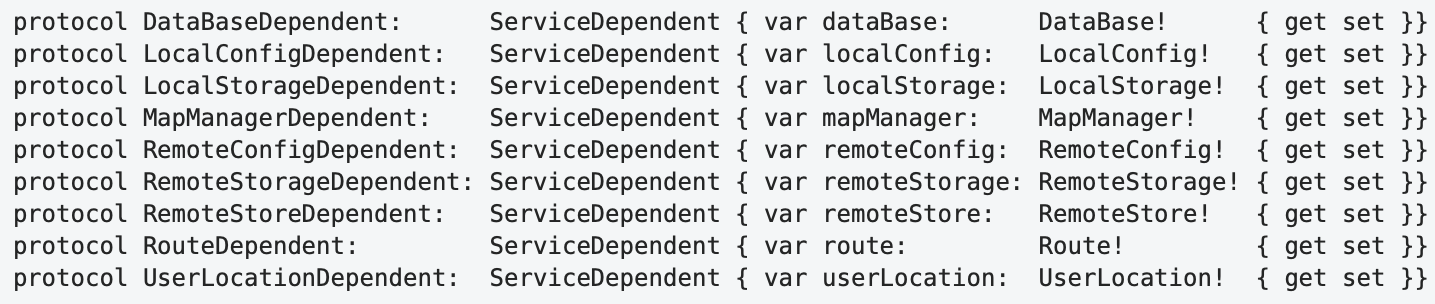 protocol DataBaseDependent:      ServiceDependent { var dataBase:      DataBase!      { get set }}
protocol LocalConfigDependent:   ServiceDependent { var localConfig:   LocalConfig!   { get set }}
protocol LocalStorageDependent:  ServiceDependent { var localStorage:  LocalStorage!  { get set }}
protocol MapManagerDependent:    ServiceDependent { var mapManager:    MapManager!    { get set }}
protocol RemoteConfigDependent:  ServiceDependent { var remoteConfig:  RemoteConfig!  { get set }}
protocol RemoteStorageDependent: ServiceDependent { var remoteStorage: RemoteStorage! { get set }}
protocol RemoteStoreDependent:   ServiceDependent { var remoteStore:   RemoteStore!   { get set }}
protocol RouteDependent:         ServiceDependent { var route:         Route!         { get set }}
protocol UserLocationDependent:  ServiceDependent { var userLocation:  UserLocation!  { get set }}